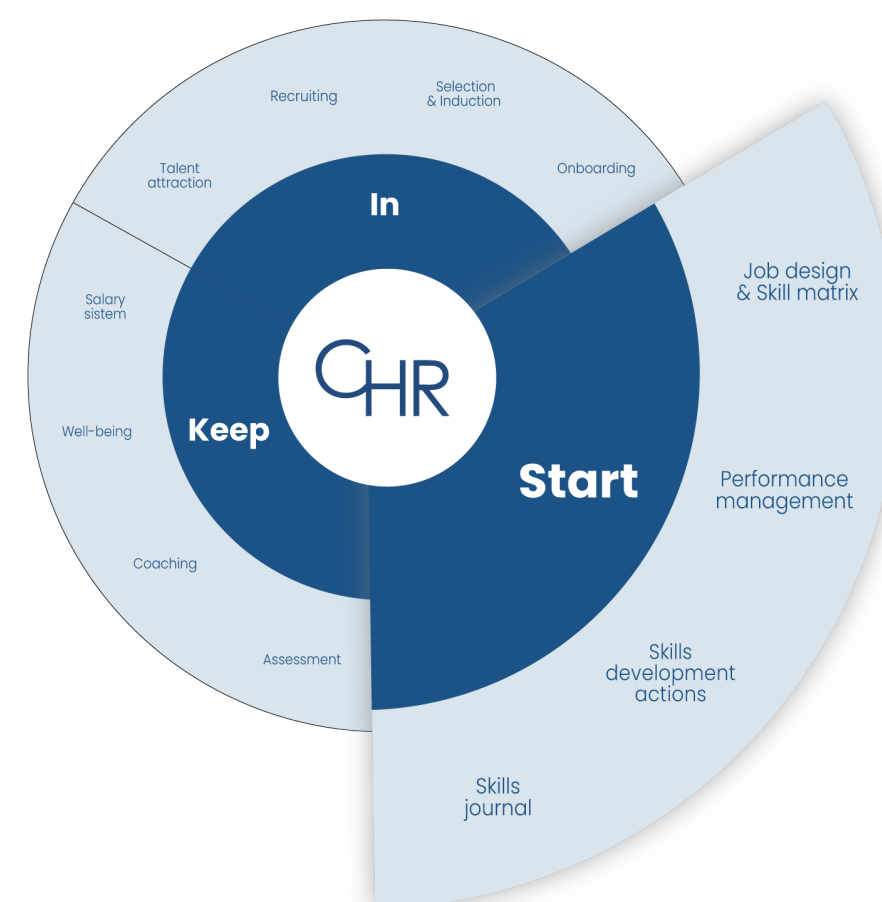 Recruiting
Selection
& Induction
Talent
attraction
Onboarding
In
Job design
& Skill matrix
Salary
sistem
CHR
Well-being
Keep
Start
Performance
management
Coaching
Assessment
Skills
development
actions
Skills
journal